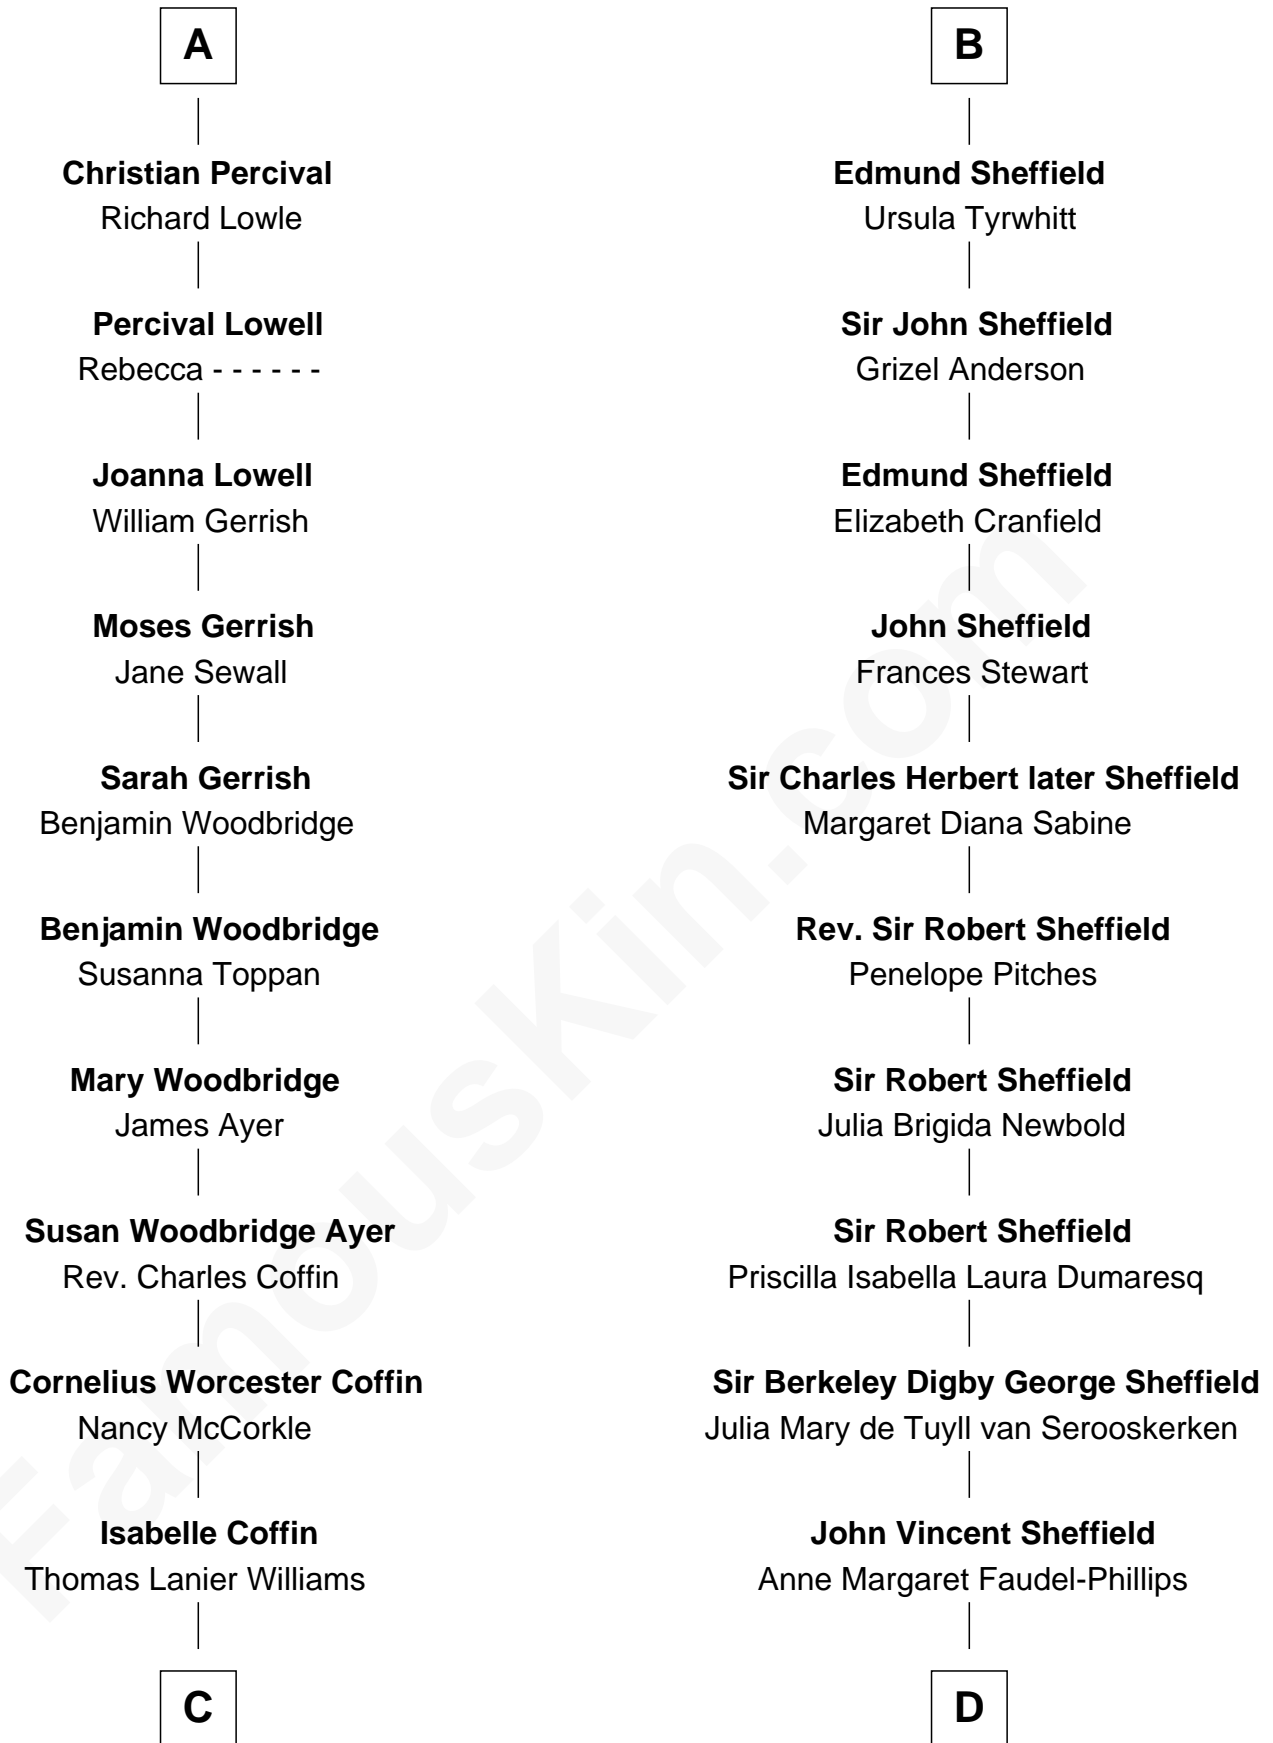 A
Christian Percival
Richard Lowle
Percival Lowell
Rebecca - - - - - -
Joanna Lowell
William Gerrish
Moses Gerrish
Jane Sewall
Sarah Gerrish
Benjamin Woodbridge
Benjamin Woodbridge
Susanna Toppan
Mary Woodbridge
James Ayer
Susan Woodbridge Ayer
Rev. Charles Coffin
Cornelius Worcester Coffin
Nancy McCorkle
Isabelle Coffin
Thomas Lanier Williams
C
B
Edmund Sheffield
Ursula Tyrwhitt
Sir John Sheffield
Grizel Anderson
Edmund Sheffield
Elizabeth Cranfield
John Sheffield
Frances Stewart
Sir Charles Herbert later Sheffield
Margaret Diana Sabine
Rev. Sir Robert Sheffield
Penelope Pitches
Sir Robert Sheffield
Julia Brigida Newbold
Sir Robert Sheffield
Priscilla Isabella Laura Dumaresq
Sir Berkeley Digby George Sheffield
Julia Mary de Tuyll van Serooskerken
John Vincent Sheffield
Anne Margaret Faudel-Phillips
D
FamousKin.com